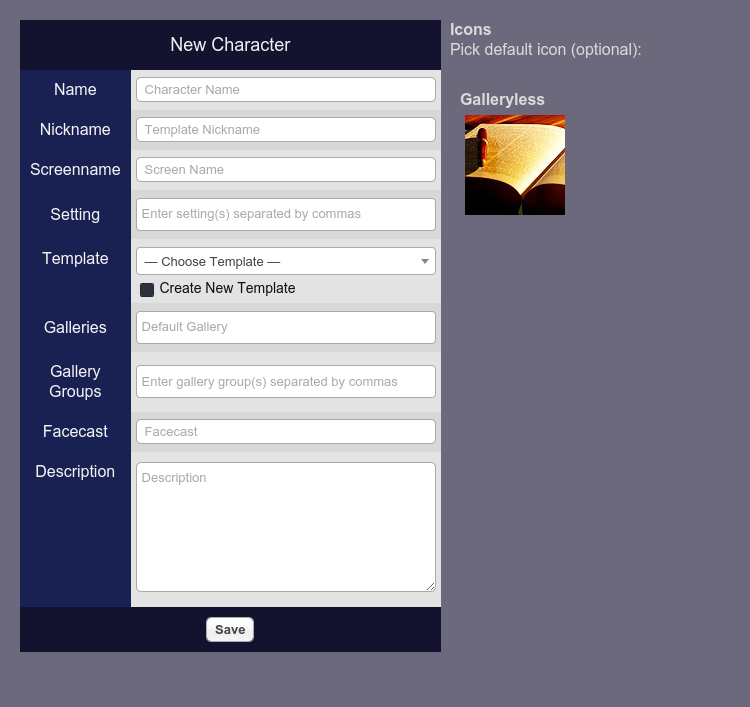 New Character
Name
Character Name
Nickname
Template Nickname
Screenname
Screen Name
Setting
Enter setting(s) separated by commas
Template
— Choose Template —
Create New Template
Galleries
Default Gallery
Gallery
Groups
Enter gallery group(s) separated by commas
Facecast
Facecast
Description
Description
Save
Icons
Pick default icon (optional):
Galleryless